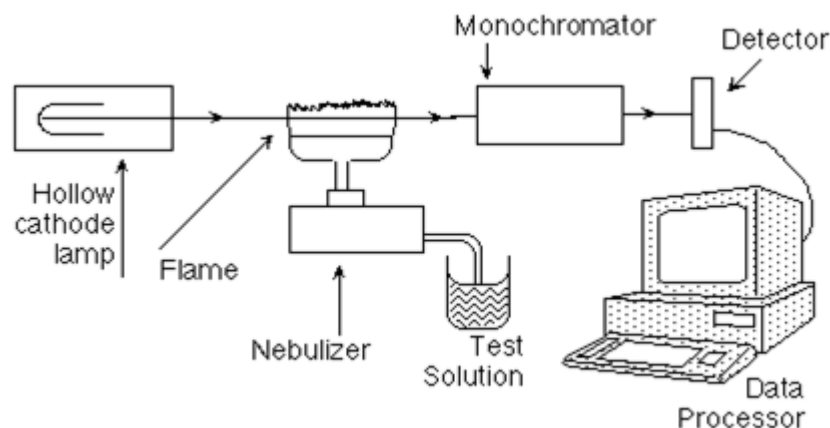 Monochromator
Detector
Hollow
cathode
lamp
Flame
Nebulizer
Test
Solution
Data
Processor